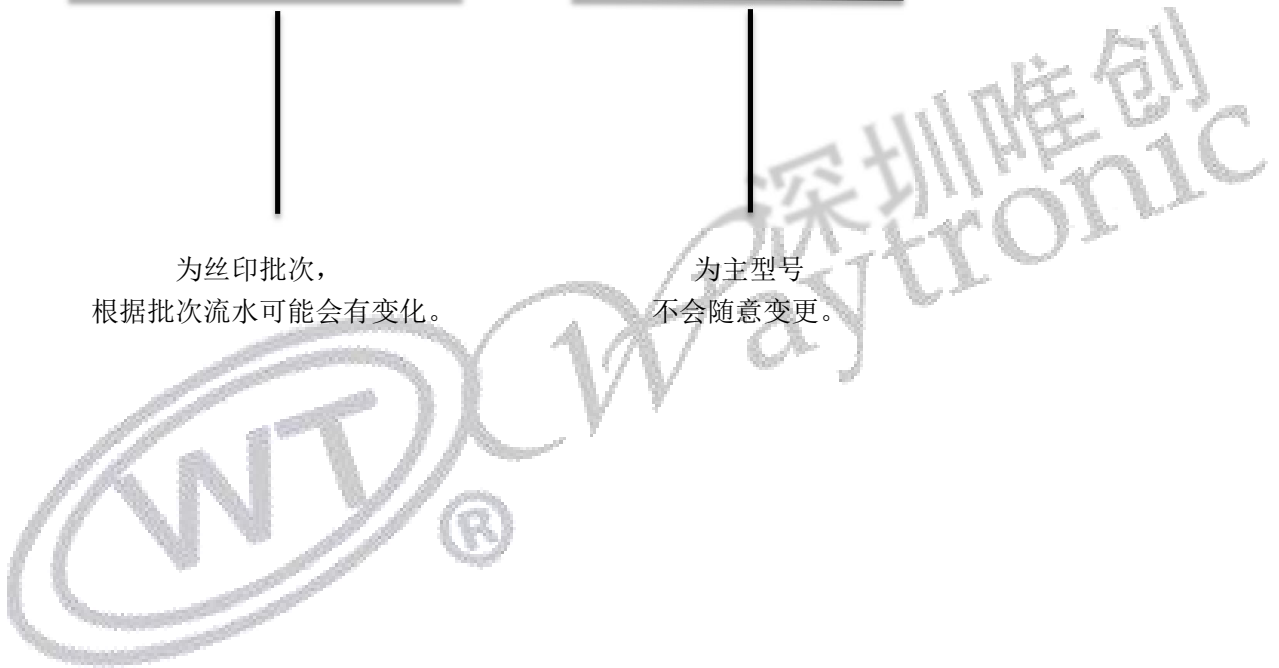 为丝印批次，
根据批次流水可能会有变化。
为主型号
不会随意变更。
深圳唯创
Waytronic
WT
®